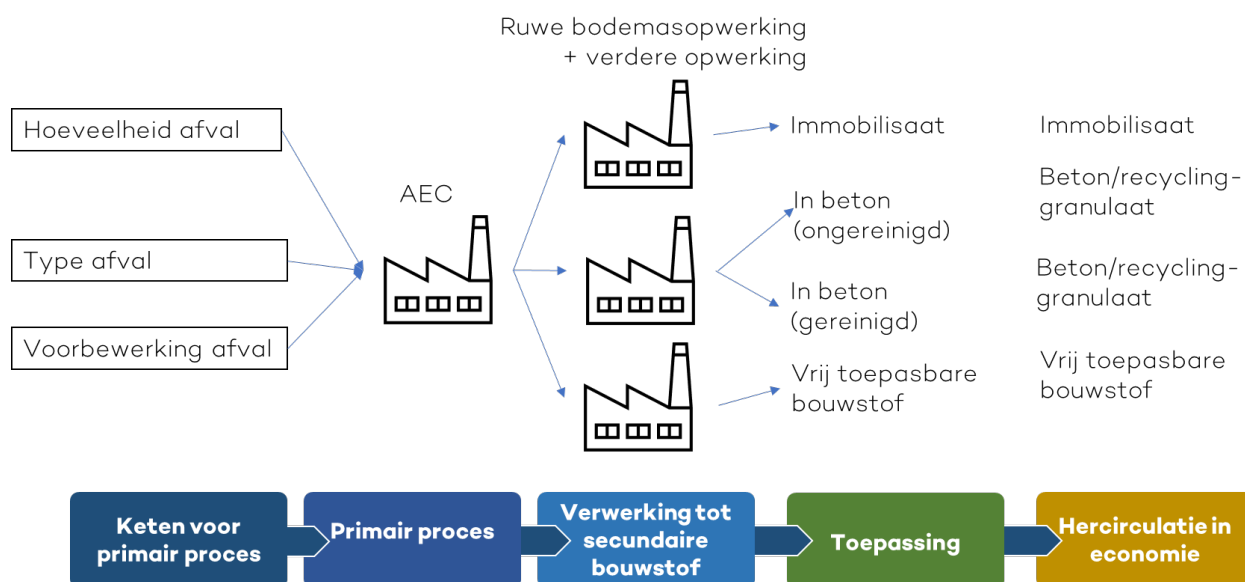 Ruwe bodemasopwerking
+ verdere opwerking
Hoeveelheid afval
Type afval
Voorbewerking afval
AEC
Immobilisaat
In beton
(ongereinigd)
In beton
(gereinigd)
Vrij toepasbare
bouwstof
Immobilisaat
Beton/recycling-
granulaat
Beton/recycling-
granulaat
Vrij toepasbare
bouwstof
Keten voor
primair proces
Primair proces
Verwerking tot
secundaire
bouwstof
Toepassing
Hercirculatie in
economie